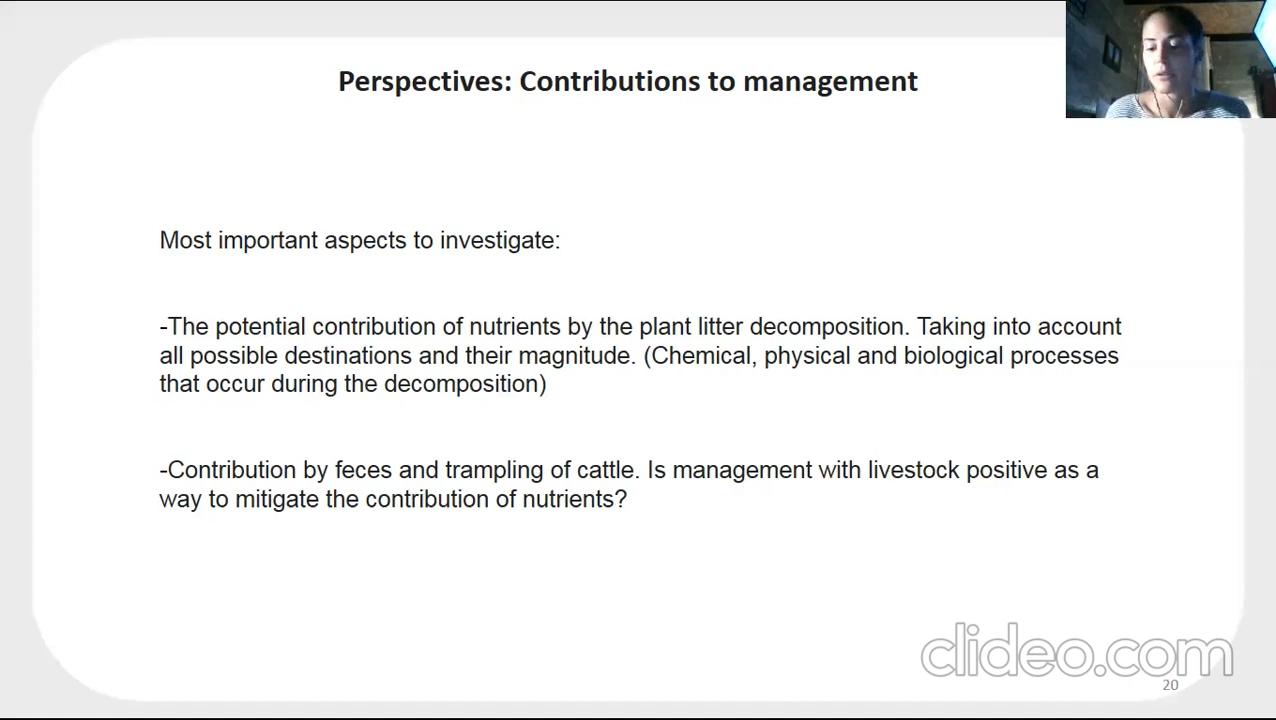 Perspectives: Contributions to management
Most important aspects to investigate:
-The potential contribution of nutrients by the plant litter decomposition. Taking into account
all possible destinations and their magnitude. (Chemical, physical and biological processes
that occur during the decomposition)
-Contribution by feces and trampling of cattle. Is management with livestock positive as a
way to mitigate the contribution of nutrients?
clideo.com
20